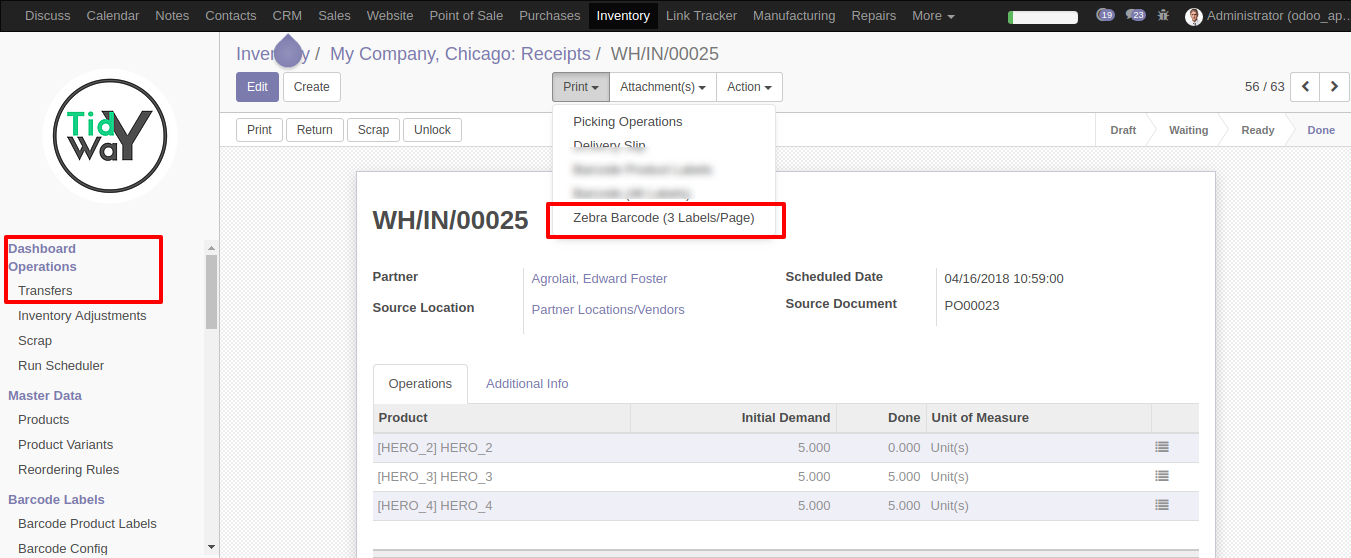 Discuss Calendar Notes Contacts CRM Sales Website Point of Sale Purchases Inventory Link Tracker Manufacturing Repairs More 19 23 Administrator (odoo_ap...
/ My Company, Chicago: Receipts / WH/IN/00025
Edit Create Print Attachment(s) Action 56 / 63
Print Return Scrap Unlock Draft Waiting Ready Done
Picking Operations
Delivery Slip
Barcode Product Labels
Zebra Barcode (3 Labels/Page)
Tidy
Way
Dashboard
Operations
Transfers
Inventory Adjustments
Scrap
Run Scheduler
Master Data
Products
Product Variants
Reordering Rules
Barcode Labels
Barcode Product Labels
Barcode Config
WH/IN/00025
Partner Agrolait, Edward Foster
Source Location Partner Locations/Vendors
Scheduled Date 04/16/2018 10:59:00
Source Document PO00023
Operations Additional Info
Product Initial Demand Done Unit of Measure
[HERO_2] HERO_2 5.000 0.000 Unit(s)
[HERO_3] HERO_3 5.000 5.000 Unit(s)
[HERO_4] HERO_4 5.000 5.000 Unit(s)